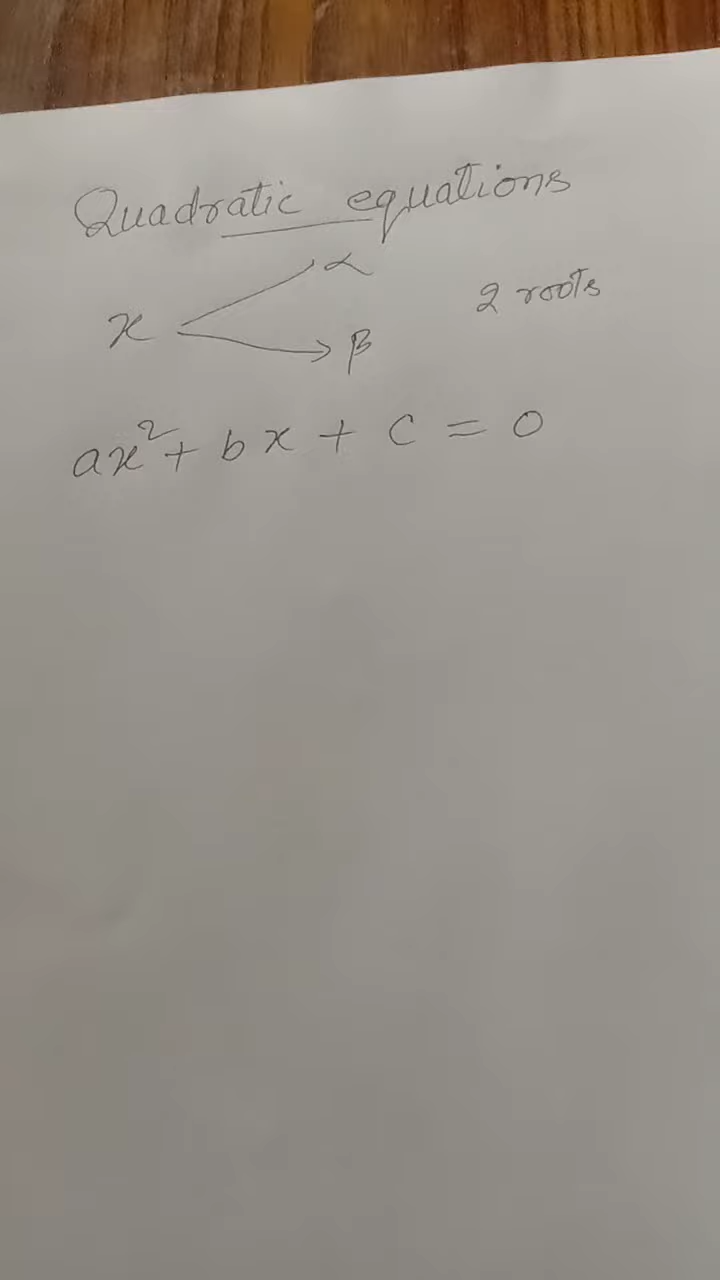 Quadratic equations
α
x
β
2 roots
ax² + bx + c = 0